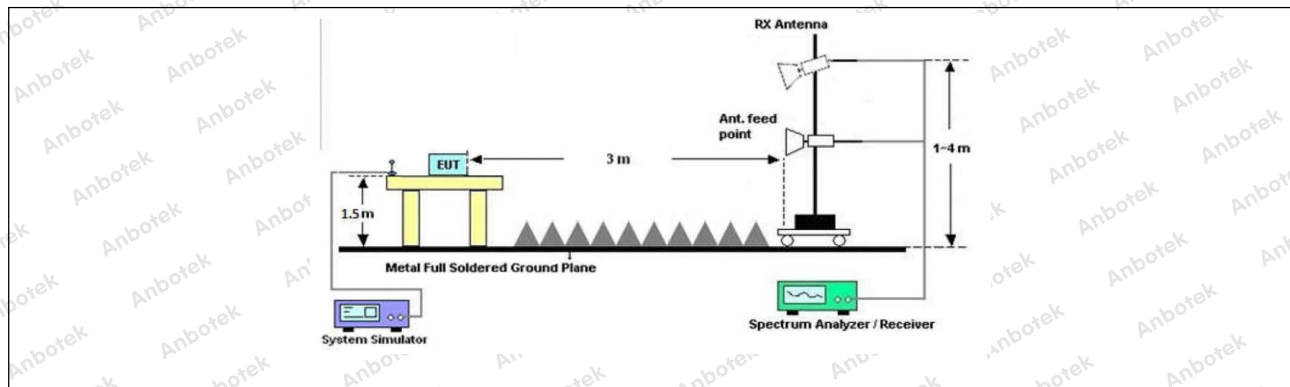 RX Antenna
Ant. feed
point
1~4 m
3 m
EUT
1.5 m
Metal Full Soldered Ground Plane
System Simulator
Spectrum Analyzer / Receiver
Anbotek